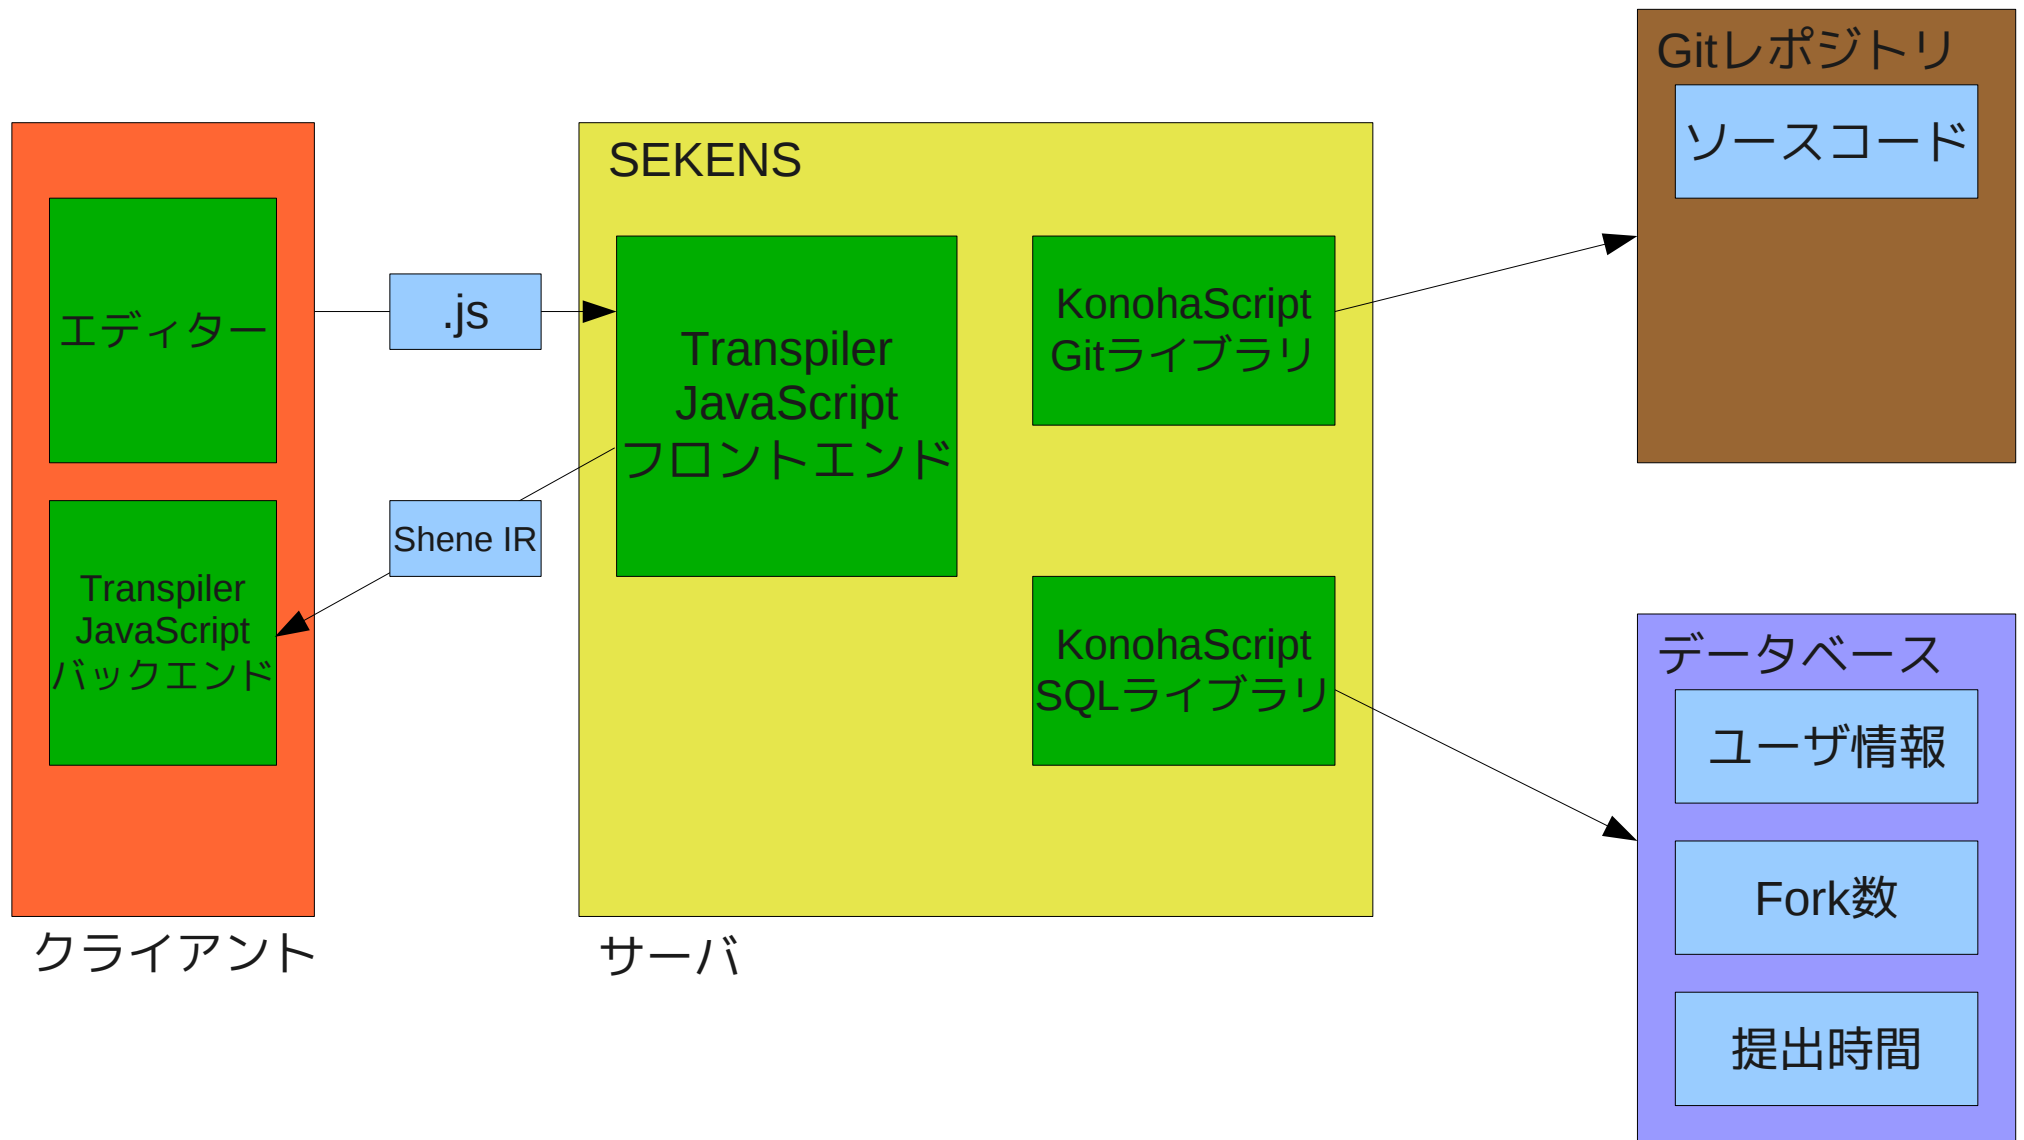 エディター
Transpiler
JavaScript
バックエンド
クライアント
.js
Shene IR
SEKENS
Transpiler
JavaScript
フロントエンド
KonohaScript
Gitライブラリ
KonohaScript
SQLライブラリ
サーバ
Gitレポジトリ
ソースコード
データベース
ユーザ情報
Fork数
提出時間